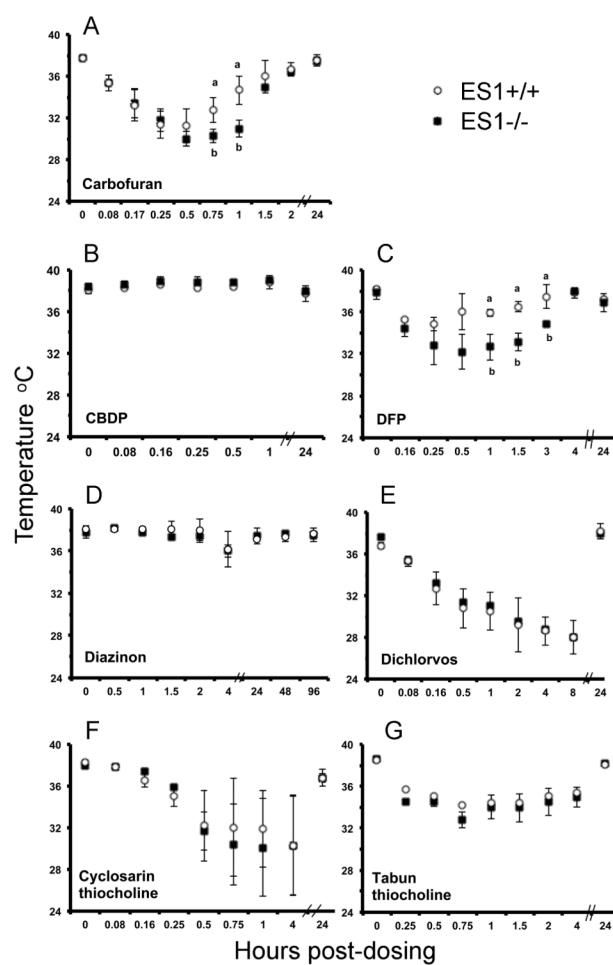 A
40
36
32
28
24
a
a
b
b
Carbofuran
0 0.08 0.17 0.25 0.5 0.75 1 1.5 2 24
ES1+/+
ES1-/-
B
40
36
32
28
24
CBDP
0 0.08 0.16 0.25 0.5 1 24
C
40
36
32
28
24
a
a
a
b
b
b
DFP
0 0.16 0.25 0.5 1 1.5 3 4 24
Temperature ºC
D
40
36
32
28
24
Diazinon
0 0.5 1 1.5 2 4 24 48 96
E
40
36
32
28
24
Dichlorvos
0 0.08 0.16 0.5 1 2 4 8 24
F
40
36
32
28
24
Cyclosarin
thiocholine
0 0.08 0.16 0.25 0.5 0.75 1 4 24
G
40
36
32
28
24
Tabun
thiocholine
0 0.25 0.5 0.75 1 1.5 2 4 24
Hours post-dosing